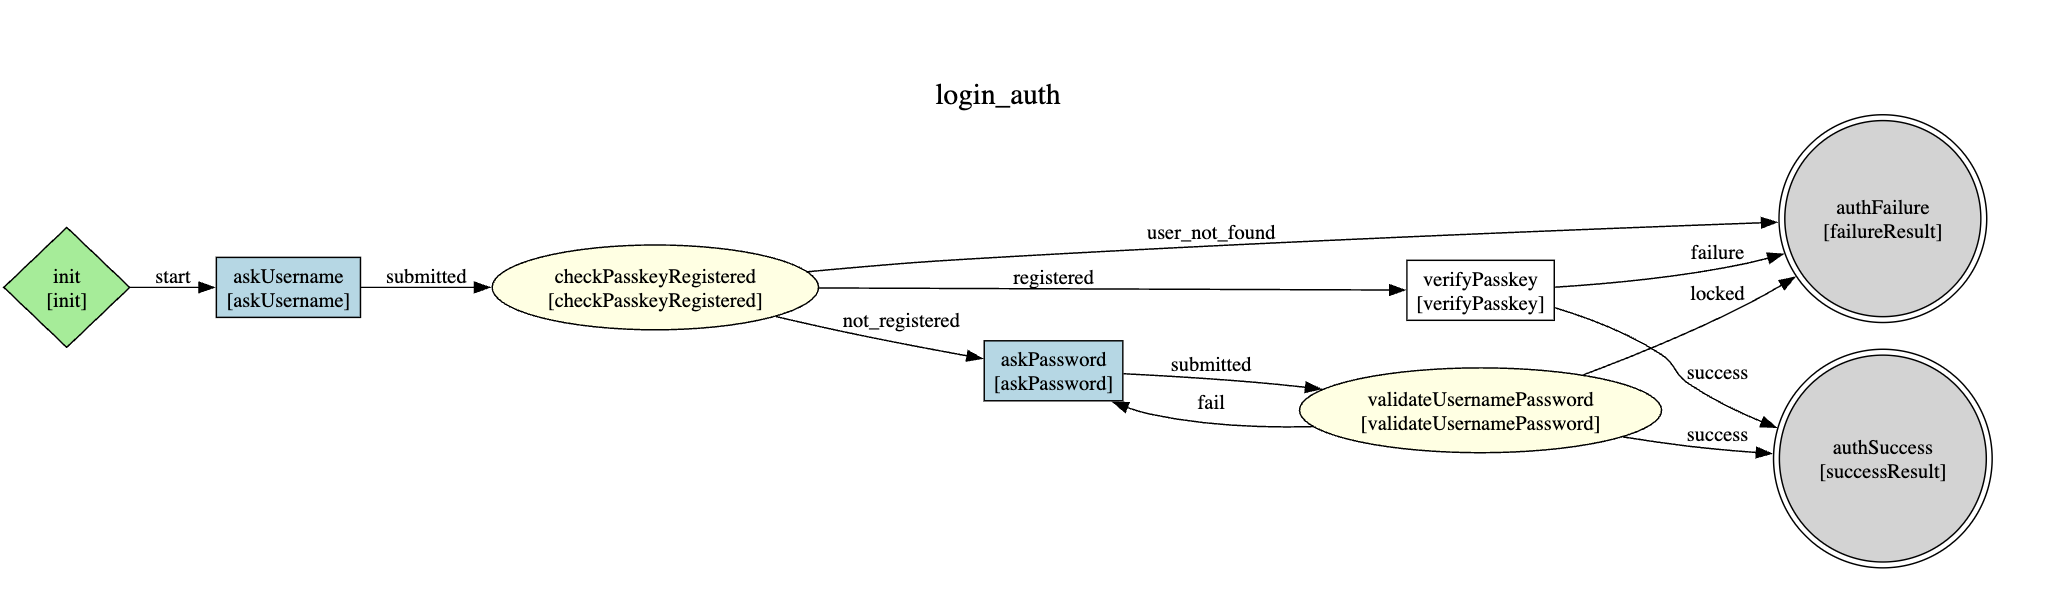 login_auth
init
[init]
start
askUsername
[askUsername]
submitted
checkPasskeyRegistered
[checkPasskeyRegistered]
user_not_found
registered
not_registered
askPassword
[askPassword]
submitted
fail
verifyPasskey
[verifyPasskey]
validateUsernamePassword
[validateUsernamePassword]
failure
locked
success
success
authFailure
[failureResult]
authSuccess
[successResult]